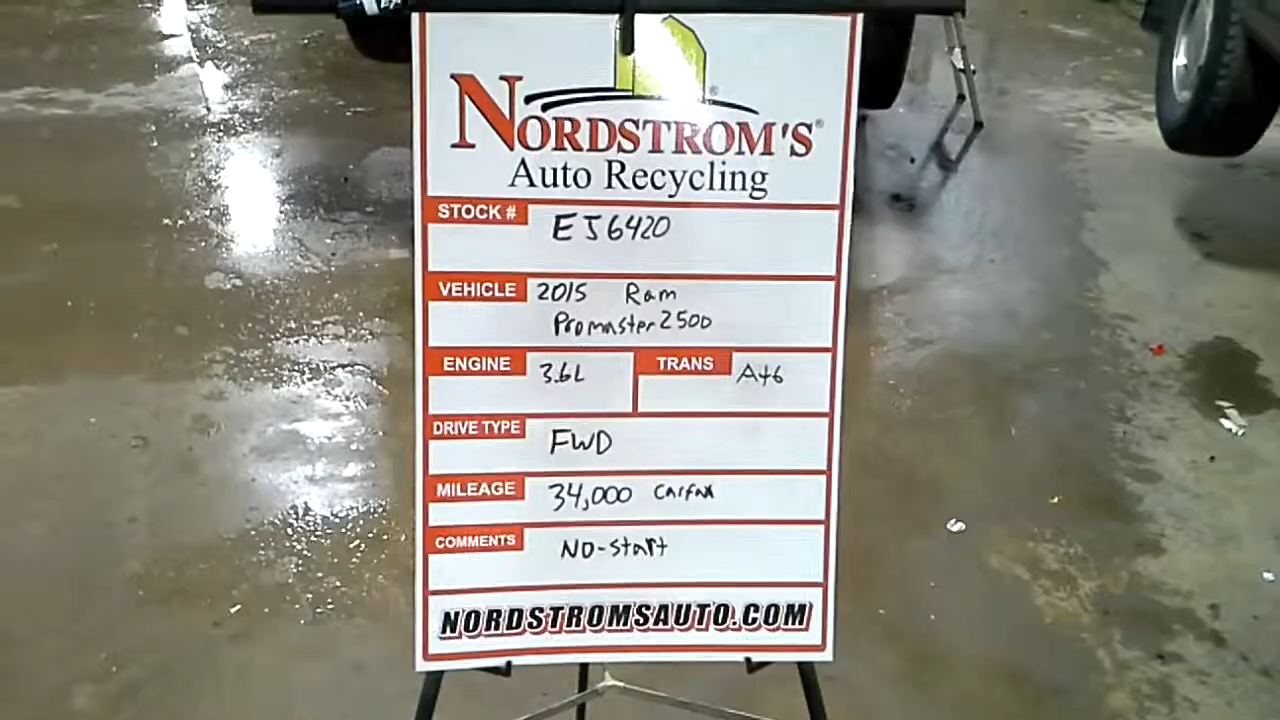 NORDSTROM'S®
Auto Recycling
STOCK # EJ6420
VEHICLE 2015 Ram
Promaster 2500
ENGINE 3.6L TRANS At6
DRIVE TYPE FWD
MILEAGE 34,000 Carfax
COMMENTS NO-Start
NORDSTROMSAUTO.COM